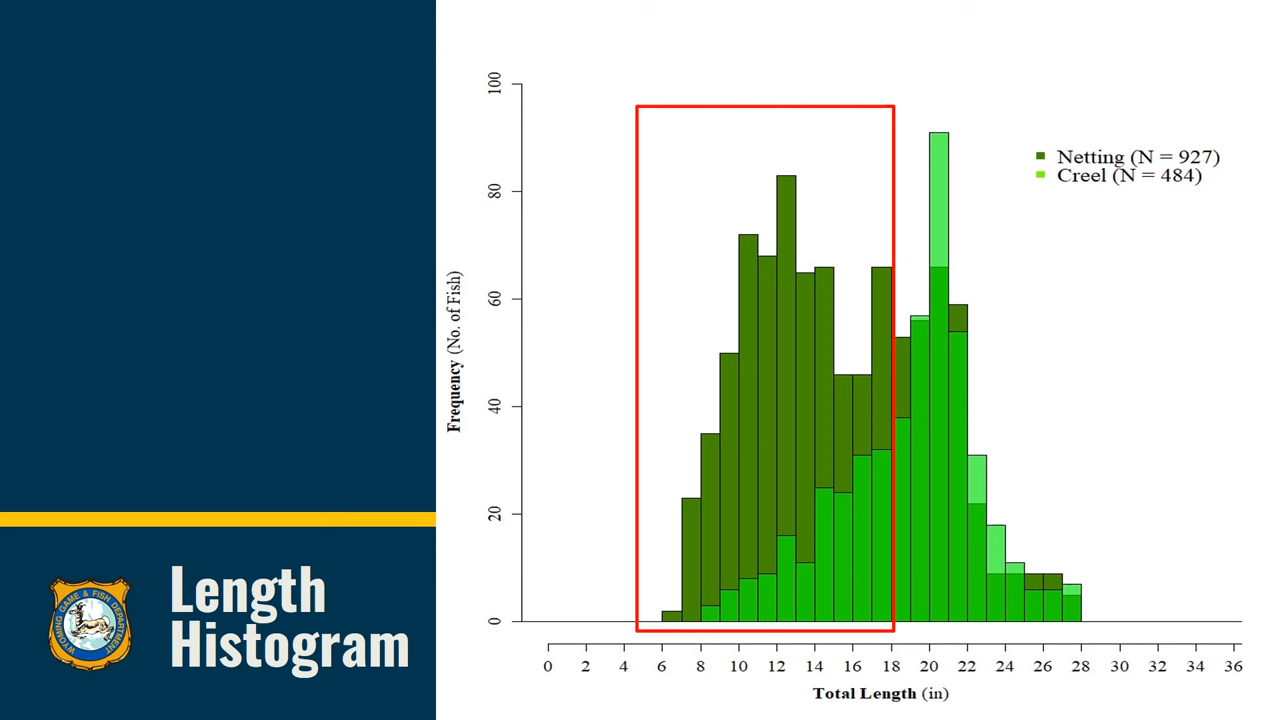 100
80
60
40
20
0
Frequency (No. of Fish)
Netting (N = 927)
Creel (N = 484)
0 2 4 6 8 10 12 14 16 18 20 22 24 26 28 30 32 34 36
Total Length (in)
WYOMING GAME & FISH DEPARTMENT
Length
Histogram